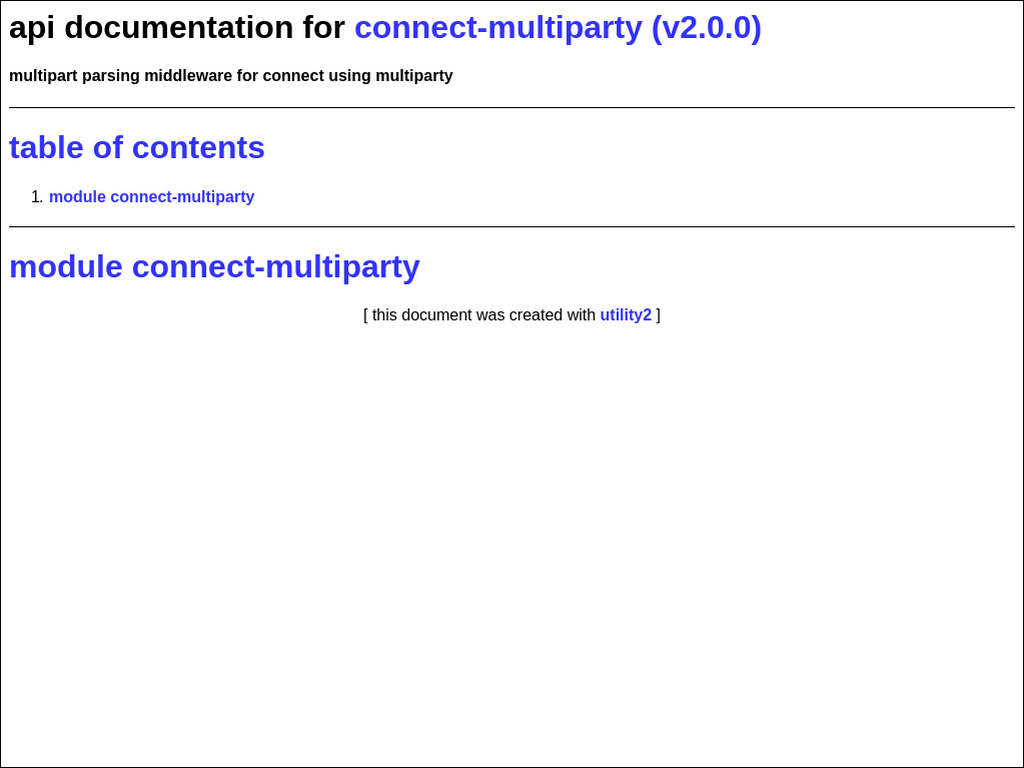 api documentation for connect-multiparty (v2.0.0)
multipart parsing middleware for connect using multiparty
table of contents
1. module connect-multiparty
module connect-multiparty
[ this document was created with utility2 ]